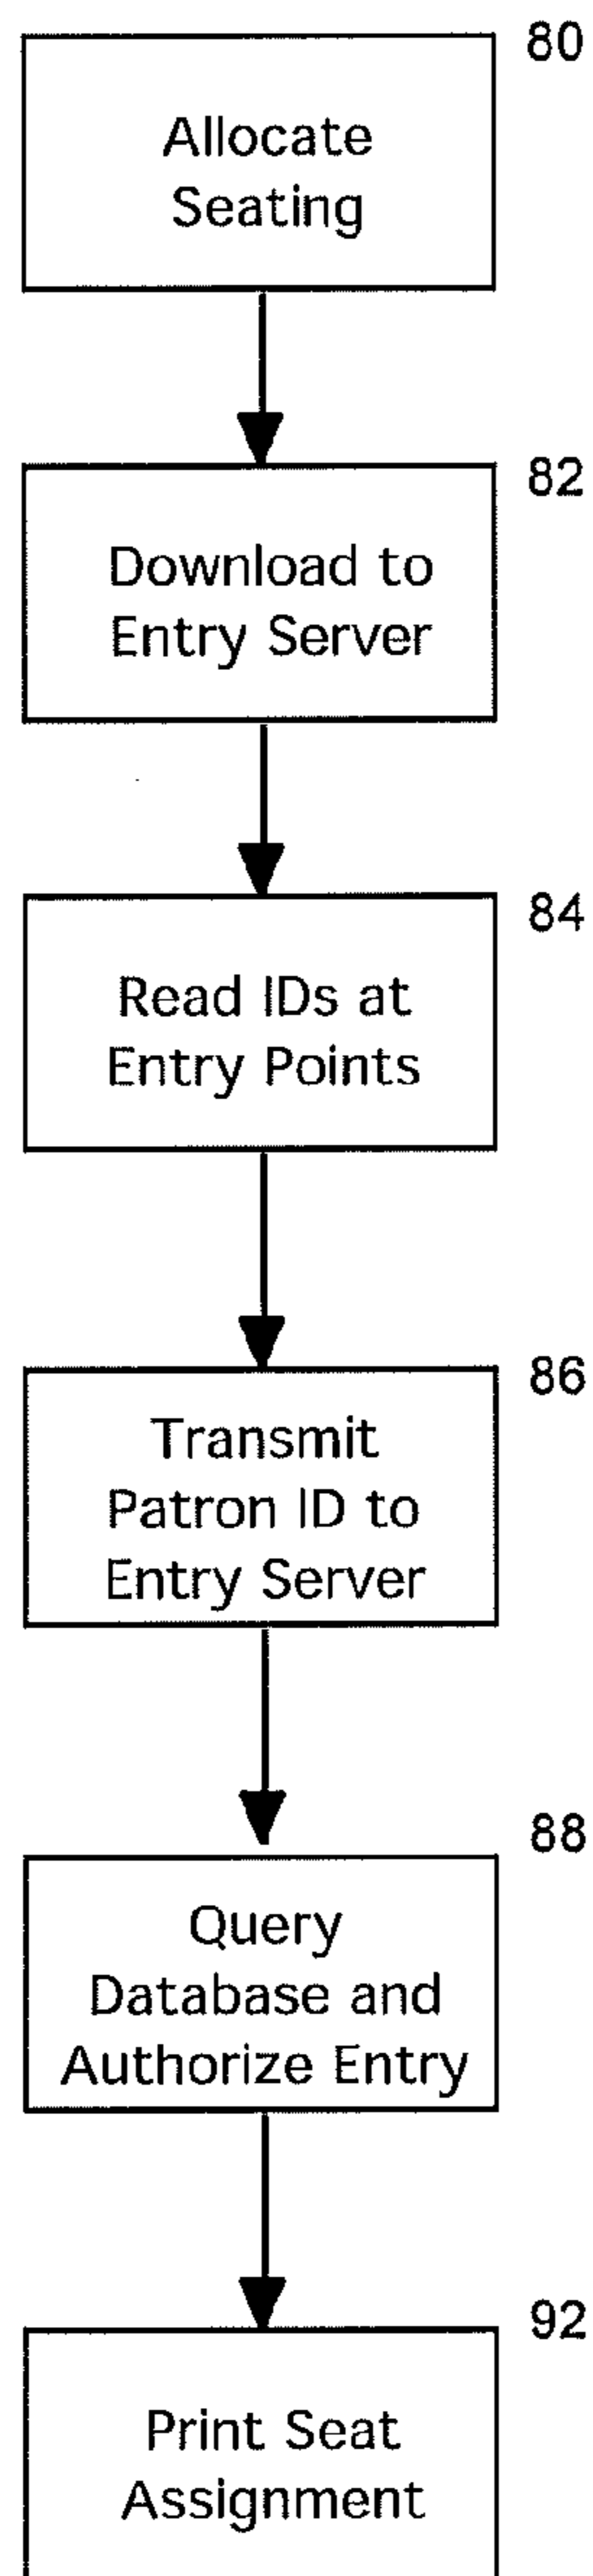 80
Allocate
Seating
82
Download to
Entry Server
84
Read IDs at
Entry Points
86
Transmit
Patron ID to
Entry Server
88
Query
Database and
Authorize Entry
92
Print Seat
Assignment